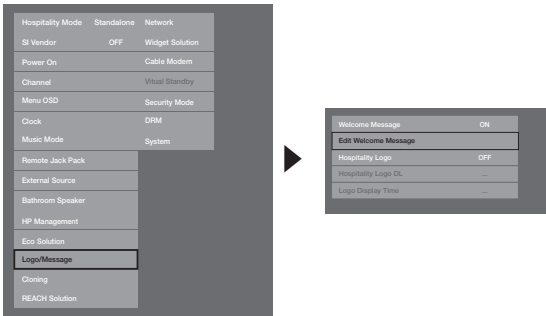 Hospitality Mode Standalone Network
SI Vendor OFF Widget Solution
Power On Cable Modem
Channel Vitual Standby
Menu OSD Security Mode
Clock DRM
Music Mode System
Remote Jack Pack
External Source
Bathroom Speaker
HP Management
Eco Solution
Logo/Message
Cloning
REACH Solution
Welcome Message ON
Edit Welcome Message
Hospitality Logo OFF
Hospitality Logo DL ...
Logo Display Time ...